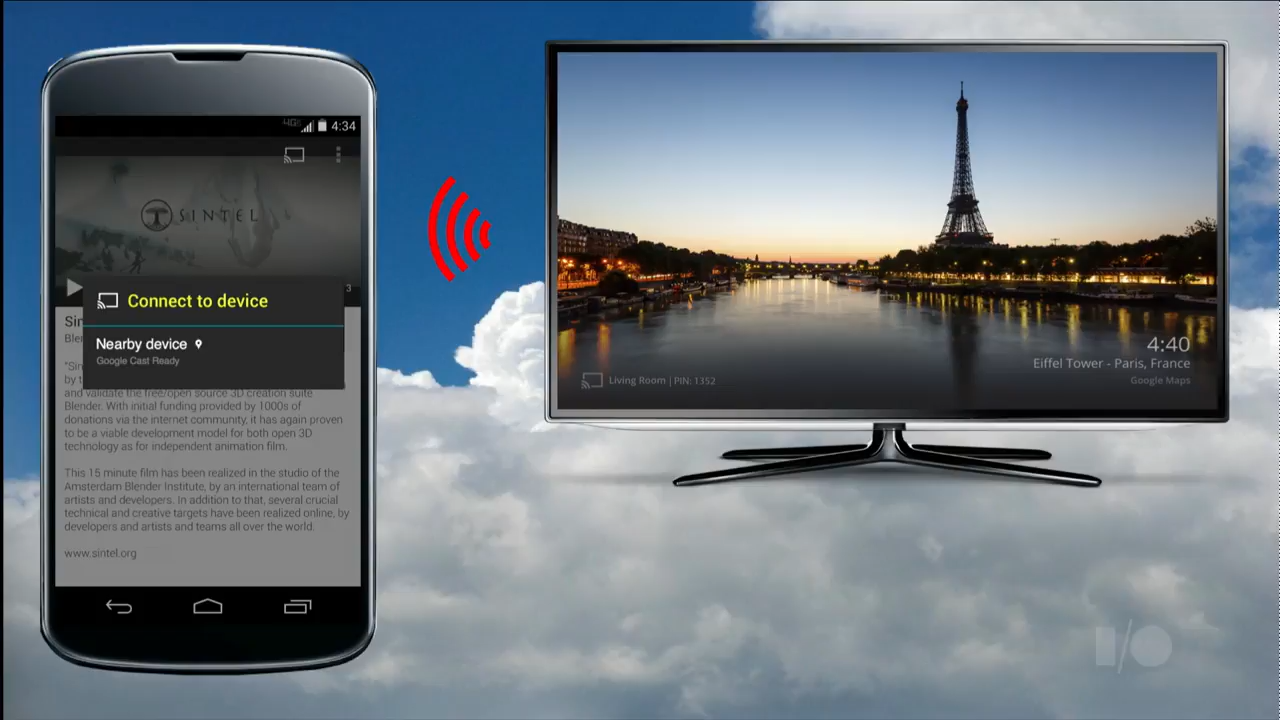 4G
4:34
SINTEL
3
Connect to device
Sin
Nearby device
Blen
Google Cast Ready
"Sin
by t
and validate the free/open source 3D creation suite
Blender. With initial funding provided by 1000s of
donations via the internet community, it has again proven
to be a viable development model for both open 3D
technology as for independent animation film.
This 15 minute film has been realized in the studio of the
Amsterdam Blender Institute, by an international team of
artists and developers. In addition to that, several crucial
technical and creative targets have been realized online, by
developers and artists and teams all over the world.
www.sintel.org
4:40
Eiffel Tower - Paris, France
Living Room | PIN: 1352
Google Maps
I/O